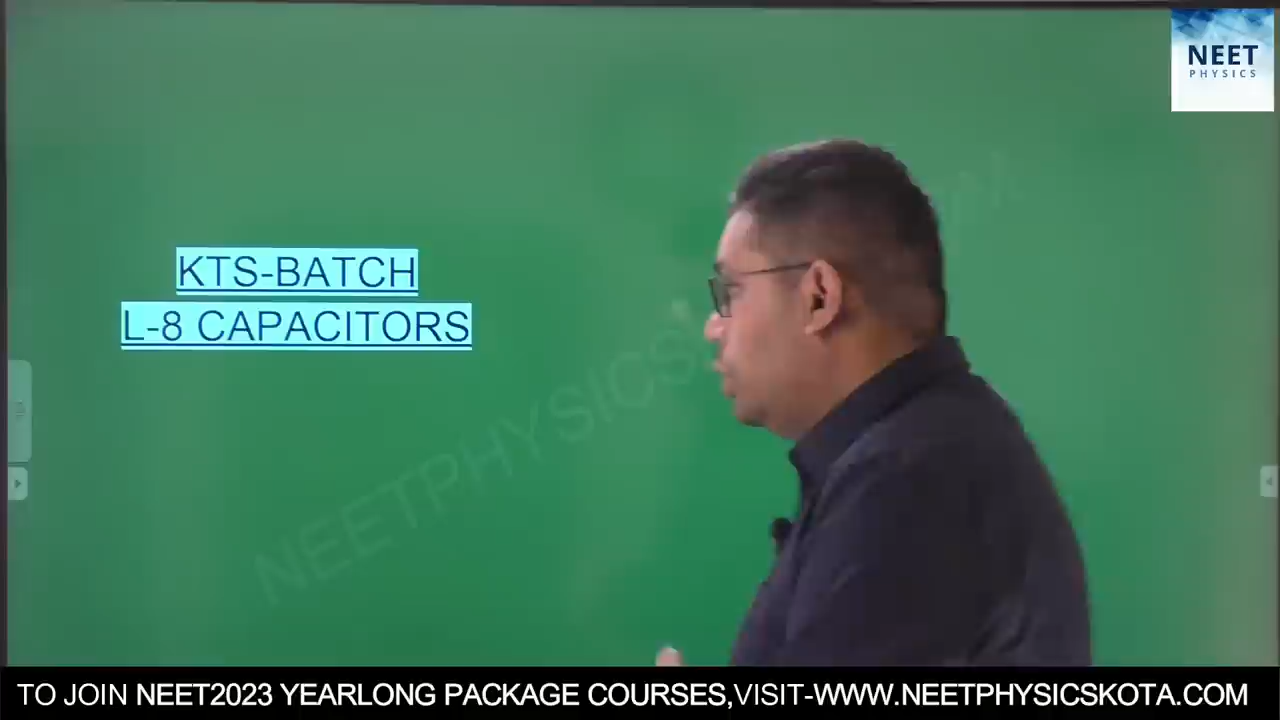 NEET
PHYSICS
KTS-BATCH
L-8 CAPACITORS
NEETPHYSICS
TO JOIN NEET2023 YEARLONG PACKAGE COURSES,VISIT-WWW.NEETPHYSICSKOTA.COM